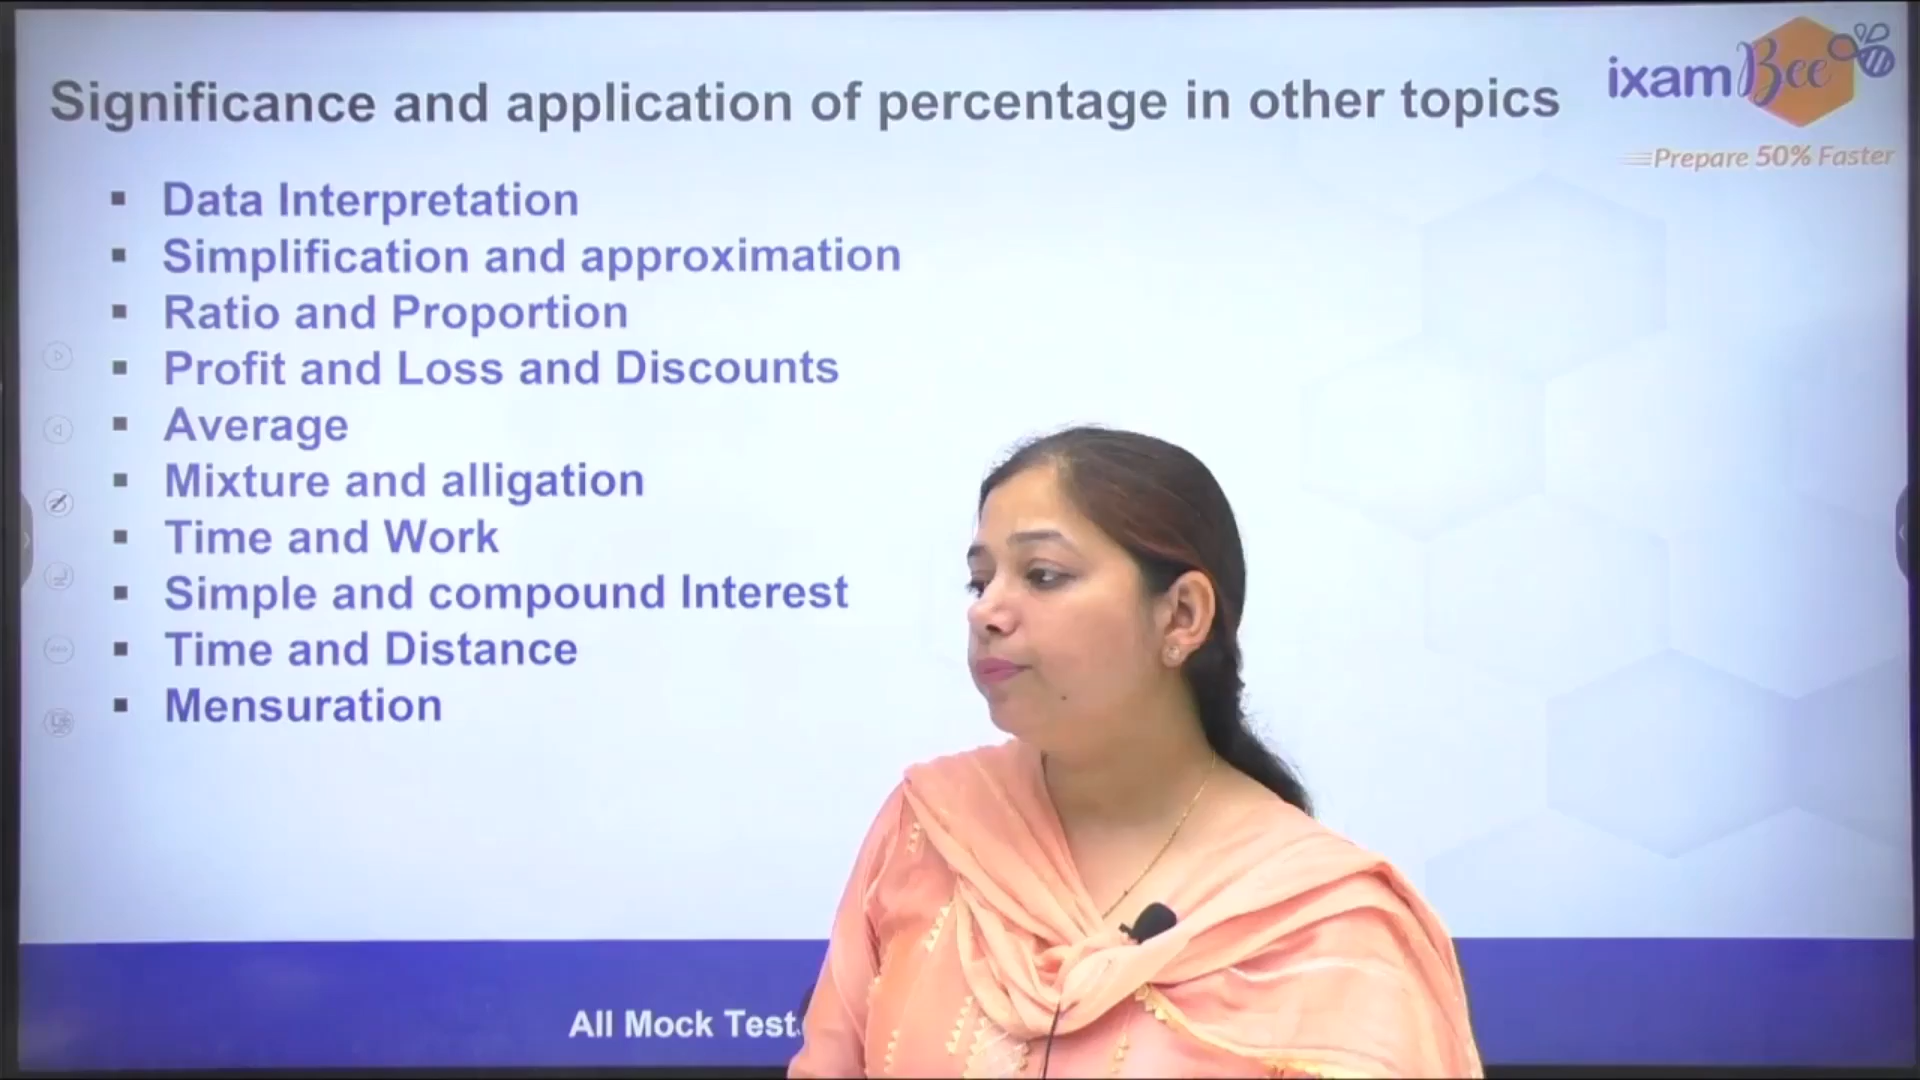 Significance and application of percentage in other topics
ixamBee
Prepare 50% Faster
Data Interpretation
Simplification and approximation
Ratio and Proportion
Profit and Loss and Discounts
Average
Mixture and alligation
Time and Work
Simple and compound Interest
Time and Distance
Mensuration
All Mock Test